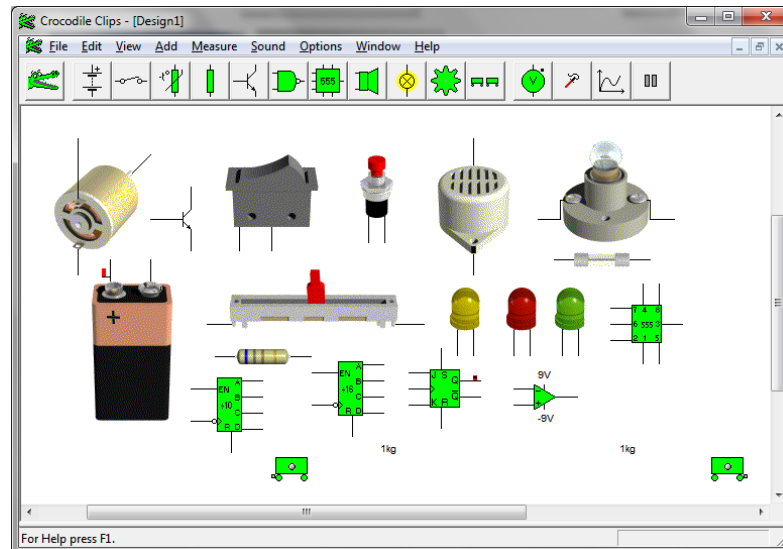 Crocodile Clips - [Design1]
File Edit View Add Measure Sound Options Window Help
555
V
+
7 4 8
6 555 3
2 1 5
EN A
B
÷10 C
R D
EN A
B
÷16 C
R D
J S Q
K R Q̅
9V
-9V
1kg
1kg
For Help press F1.